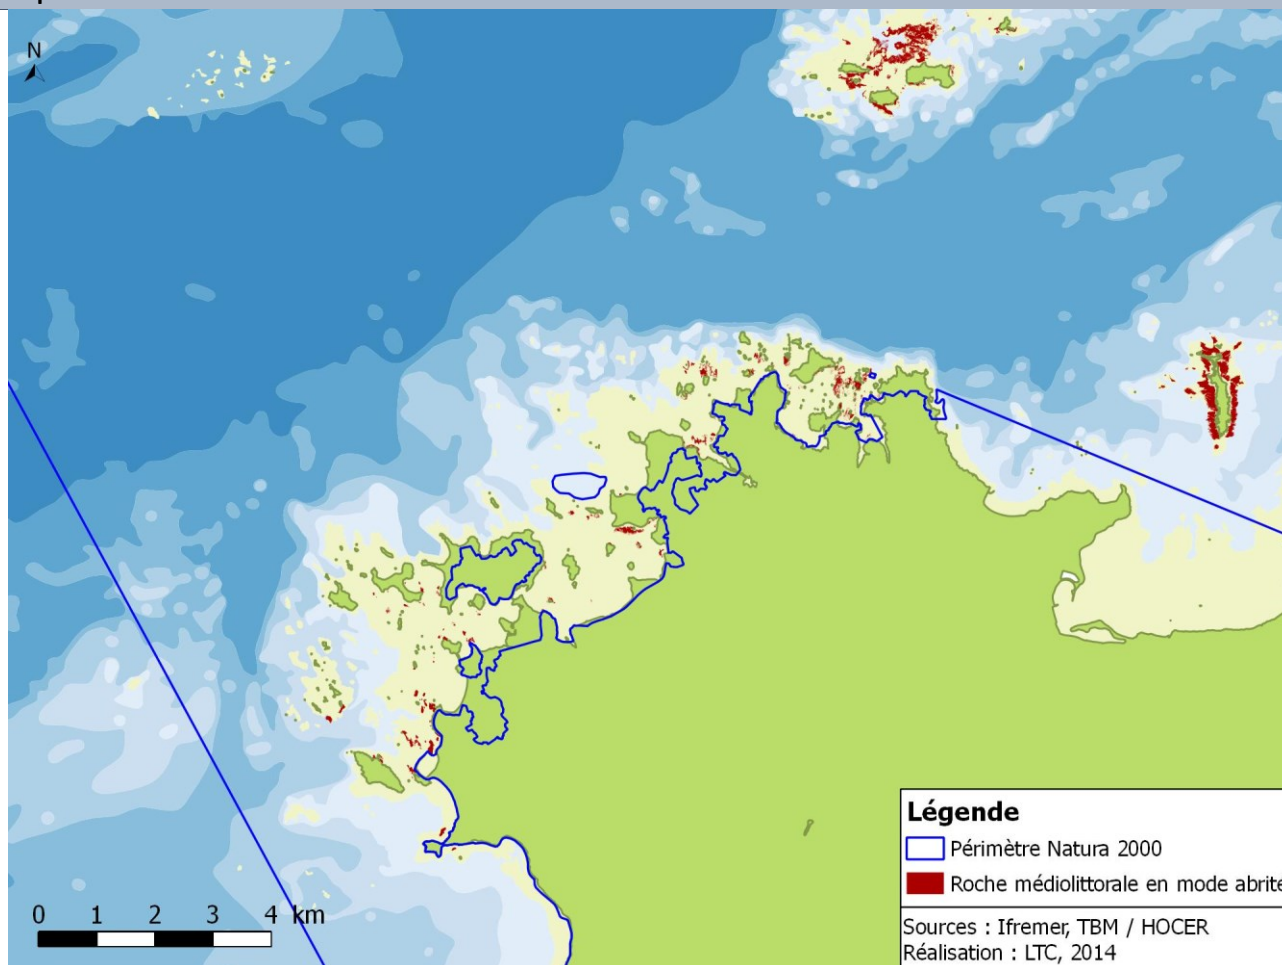 N
Légende
Périmètre Natura 2000
Roche médiolittorale en mode abrité
Sources : Ifremer, TBM / HOCER
Réalisation : LTC, 2014
0 1 2 3 4 km